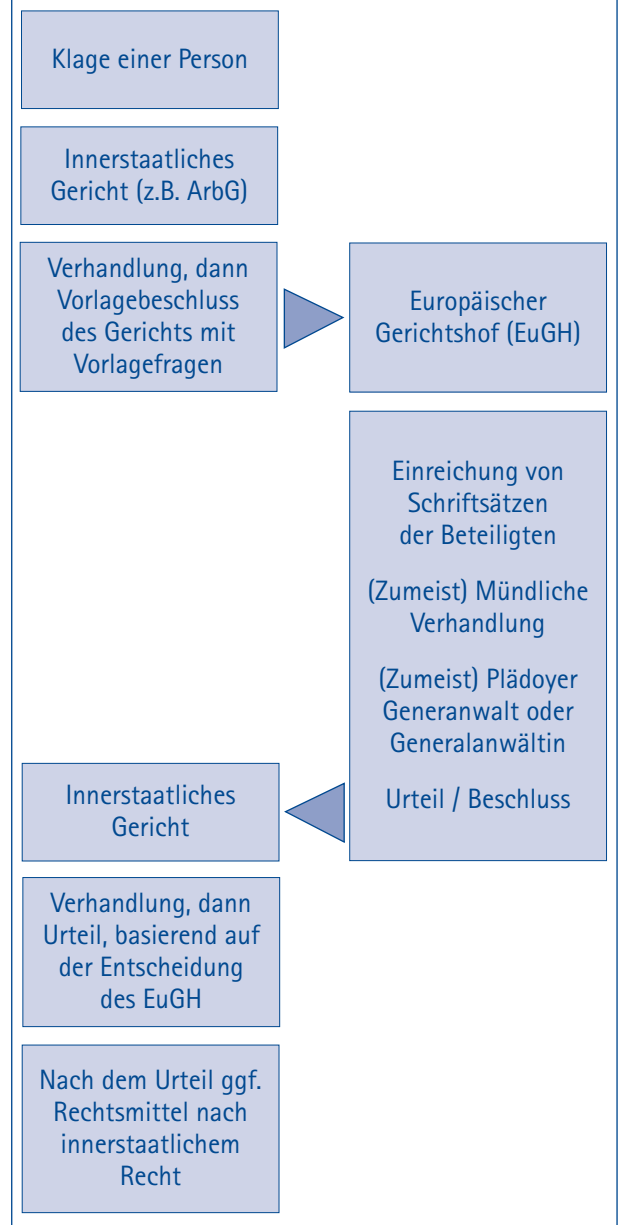 Klage einer Person
Innerstaatliches
Gericht (z.B. ArbG)
Verhandlung, dann
Vorlagebeschluss
des Gerichts mit
Vorlagefragen
Europäischer
Gerichtshof (EuGH)
Einreichung von
Schriftsätzen
der Beteiligten
(Zumeist) Mündliche
Verhandlung
(Zumeist) Plädoyer
Generanwalt oder
Generalanwältin
Urteil / Beschluss
Innerstaatliches
Gericht
Verhandlung, dann
Urteil, basierend auf
der Entscheidung
des EuGH
Nach dem Urteil ggf.
Rechtsmittel nach
innerstaatlichem
Recht